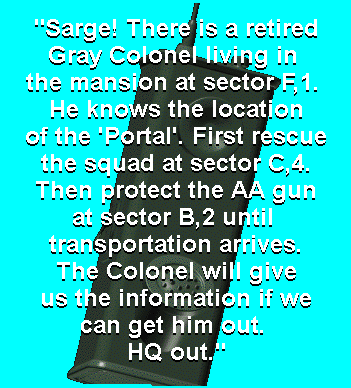 "Sarge! There is a retired
Gray Colonel living in
the mansion at sector F,1.
He knows the location
of the 'Portal'. First rescue
the squad at sector C,4.
Then protect the AA gun
at sector B,2 until
transportation arrives.
The Colonel will give
us the information if we
can get him out.
HQ out."